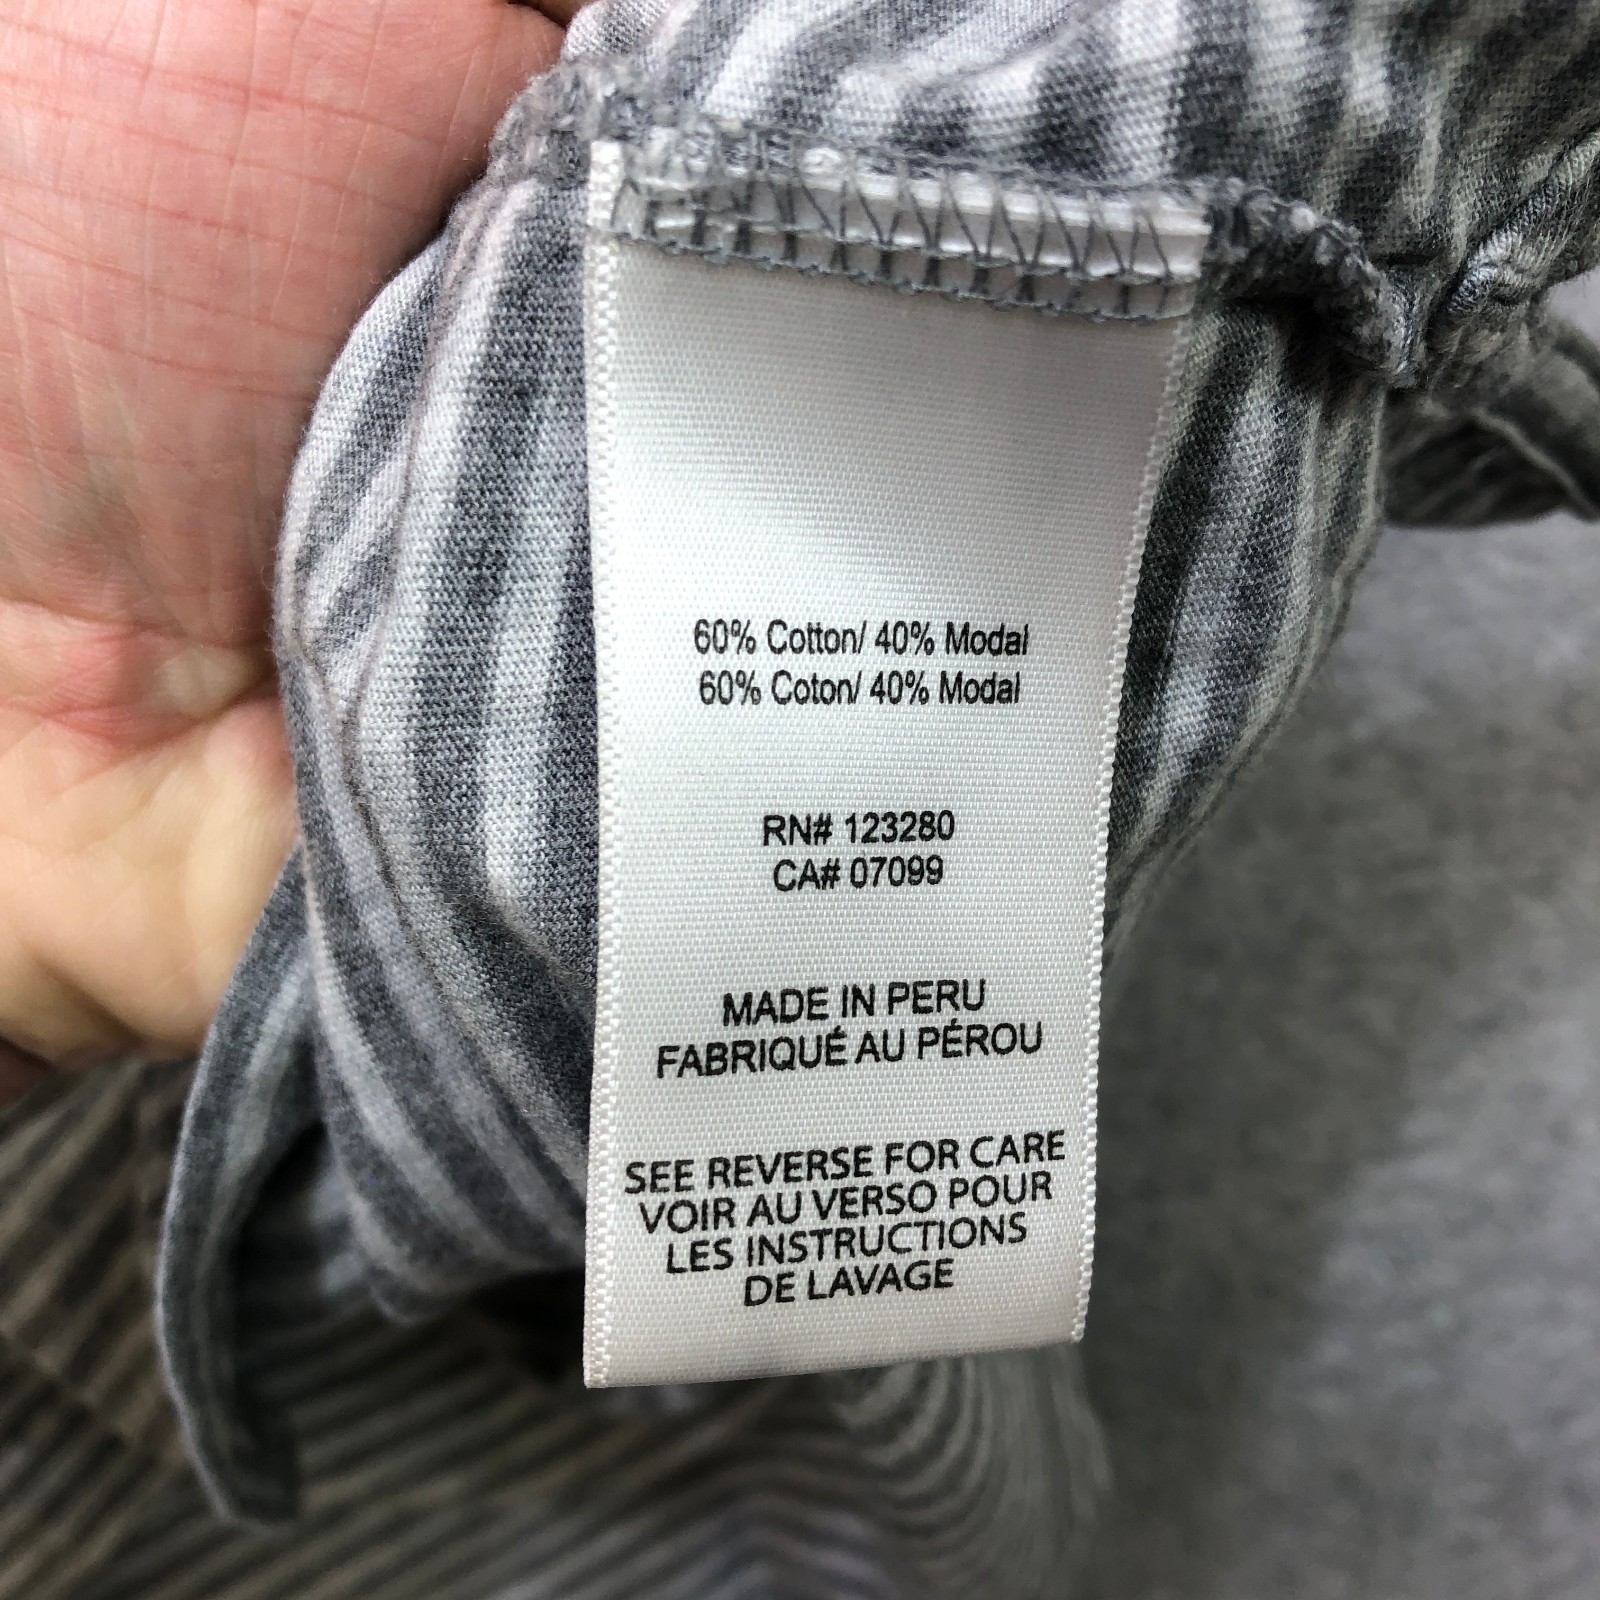 60% Cotton/ 40% Modal
60% Coton/ 40% Modal
RN# 123280
CA# 07099
MADE IN PERU
FABRIQUÉ AU PÉROU
SEE REVERSE FOR CARE
VOIR AU VERSO POUR
LES INSTRUCTIONS
DE LAVAGE